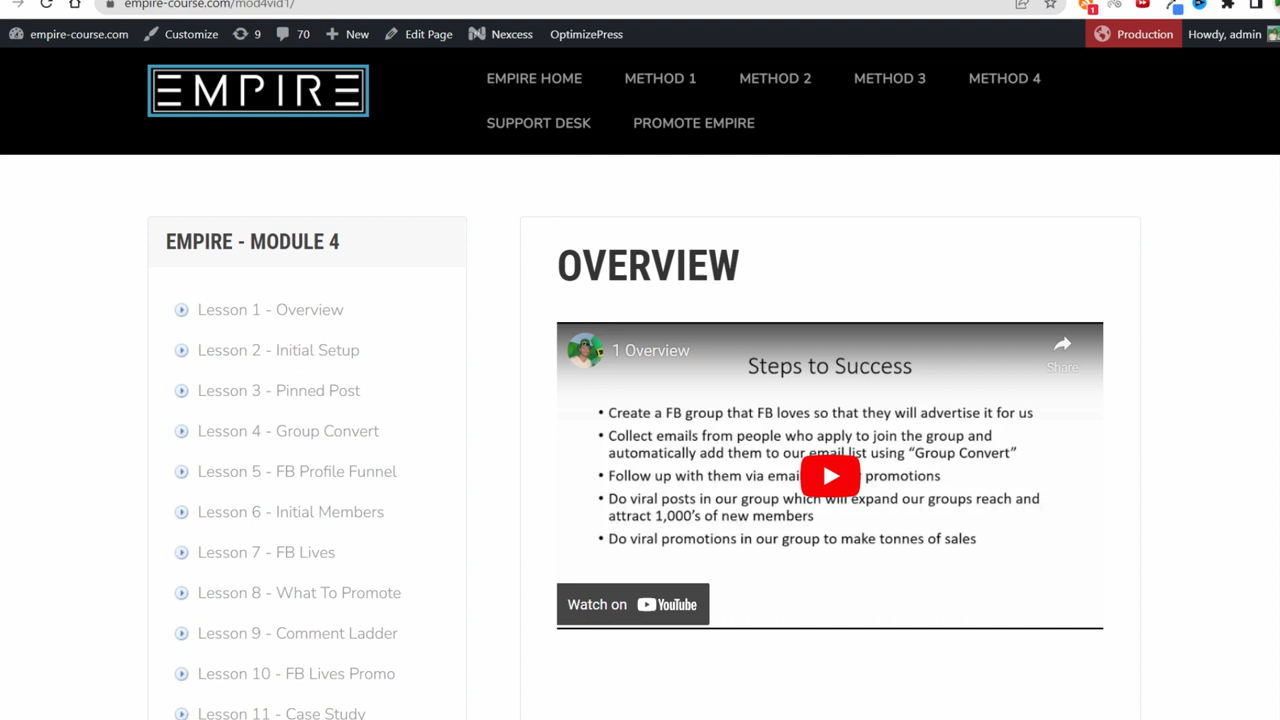 empire-course.com/mod4vid1/
1
empire-course.com Customize 9 70 New Edit Page Nexcess OptimizePress Production Howdy, admin
EMPIRE
EMPIRE HOME METHOD 1 METHOD 2 METHOD 3 METHOD 4
SUPPORT DESK PROMOTE EMPIRE
EMPIRE - MODULE 4
Lesson 1 - Overview
Lesson 2 - Initial Setup
Lesson 3 - Pinned Post
Lesson 4 - Group Convert
Lesson 5 - FB Profile Funnel
Lesson 6 - Initial Members
Lesson 7 - FB Lives
Lesson 8 - What To Promote
Lesson 9 - Comment Ladder
Lesson 10 - FB Lives Promo
Lesson 11 - Case Study
OVERVIEW
1 Overview
Share
Steps to Success
• Create a FB group that FB loves so that they will advertise it for us
• Collect emails from people who apply to join the group and
automatically add them to our email list using “Group Convert”
• Follow up with them via email promotions
• Do viral posts in our group which will expand our groups reach and
attract 1,000’s of new members
• Do viral promotions in our group to make tonnes of sales
Watch on YouTube